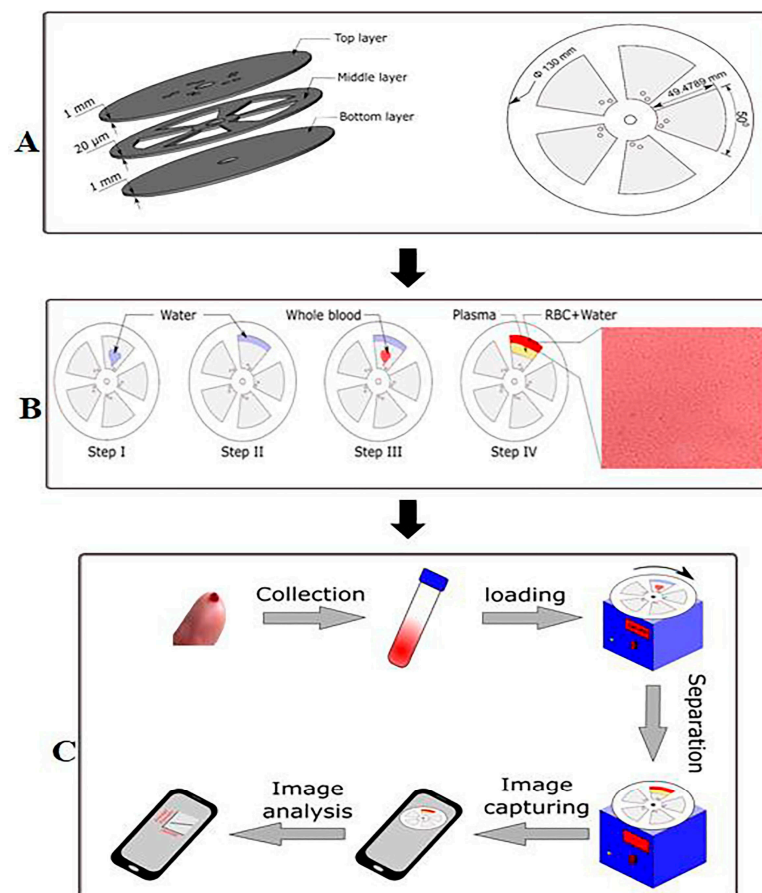 A
Top layer
Middle layer
Bottom layer
1 mm
20 µm
1 mm
Φ 130 mm
49.4789 mm
50⁰
B
Water
Whole blood
Plasma
RBC+Water
Step I
Step II
Step III
Step IV
C
Collection
loading
Separation
Image
capturing
Image
analysis